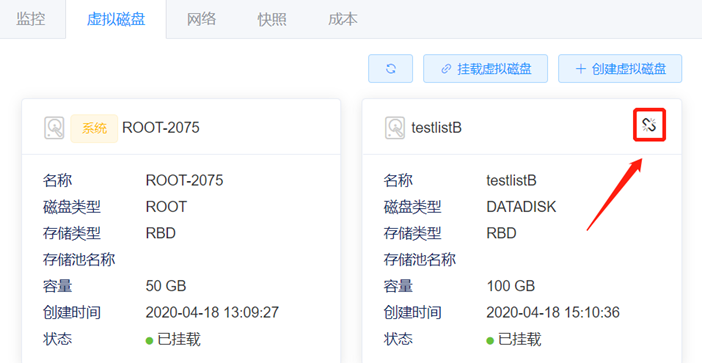 监控 虚拟磁盘 网络 快照 成本
挂载虚拟磁盘 创建虚拟磁盘
系统 ROOT-2075
名称 ROOT-2075
磁盘类型 ROOT
存储类型 RBD
存储池名称
容量 50 GB
创建时间 2020-04-18 13:09:27
状态 已挂载
testlistB
名称 testlistB
磁盘类型 DATADISK
存储类型 RBD
存储池名称
容量 100 GB
创建时间 2020-04-18 15:10:36
状态 已挂载